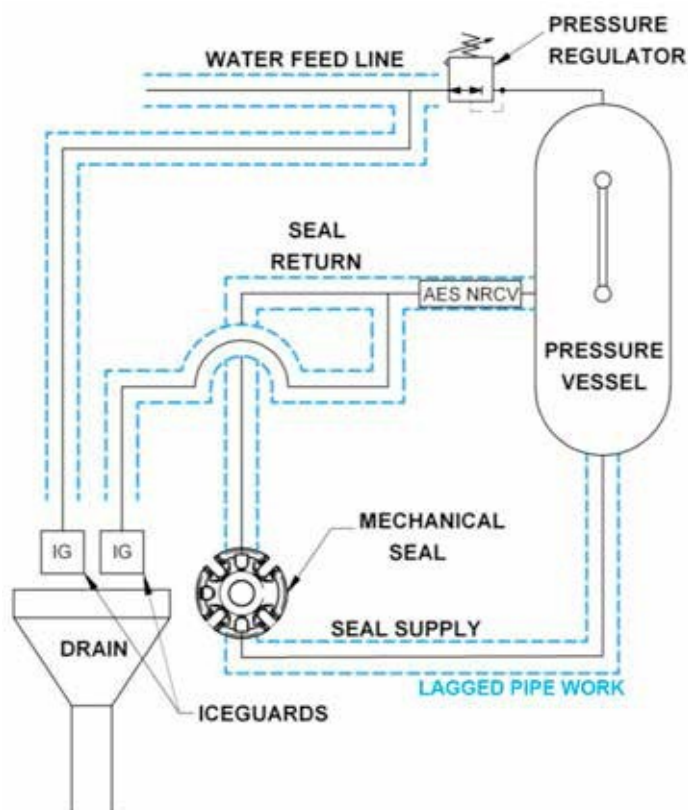 PRESSURE
REGULATOR
WATER FEED LINE
SEAL
RETURN
AES NRCV
PRESSURE
VESSEL
MECHANICAL
SEAL
IG
IG
SEAL SUPPLY
DRAIN
LAGGED PIPE WORK
ICEGUARDS